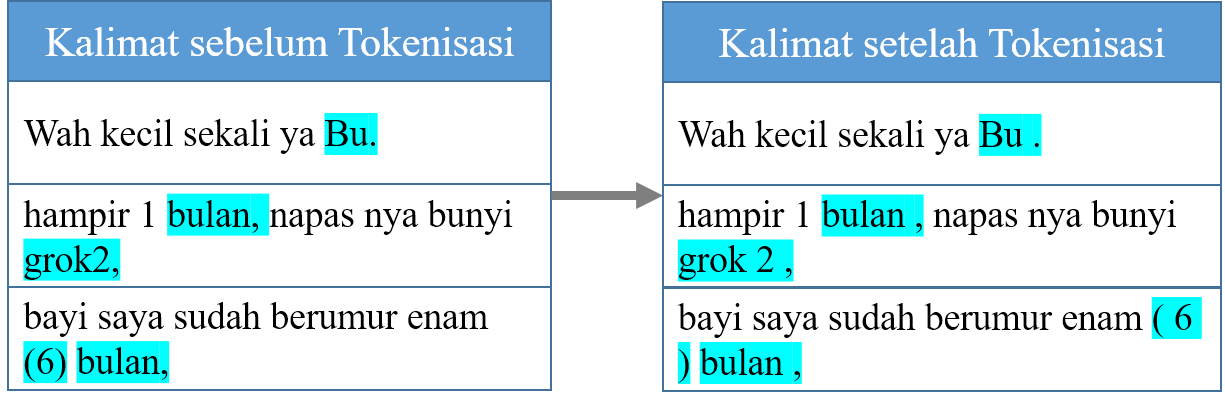 Kalimat sebelum Tokenisasi
Wah kecil sekali ya Bu.
hampir 1 bulan, napas nya bunyi
grok2,
bayi saya sudah berumur enam
(6) bulan,
Kalimat setelah Tokenisasi
Wah kecil sekali ya Bu .
hampir 1 bulan , napas nya bunyi
grok 2 ,
bayi saya sudah berumur enam ( 6
) bulan ,